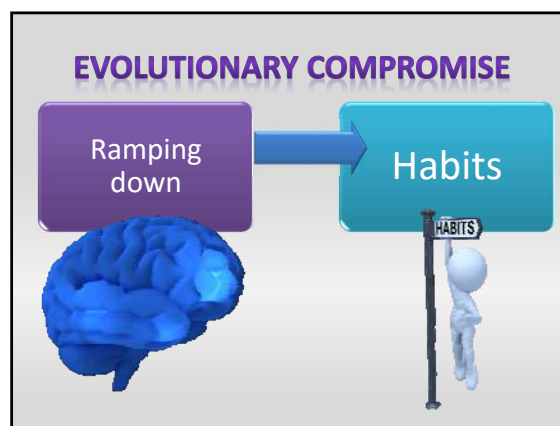 EVOLUTIONARY COMPROMISE
Ramping
down
Habits
HABITS